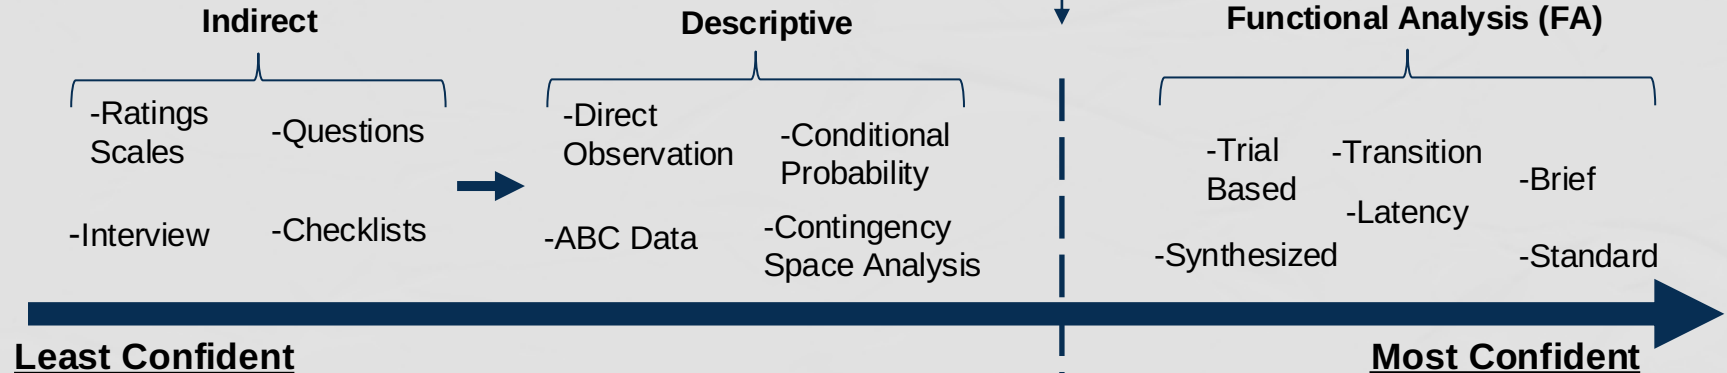 Indirect
-Ratings
Scales
-Questions
-Interview
-Checklists
Descriptive
-Direct
Observation
-Conditional
Probability
-ABC Data
-Contingency
Space Analysis
Functional Analysis (FA)
-Trial
Based
-Transition
-Brief
-Latency
-Synthesized
-Standard
Least Confident
Most Confident